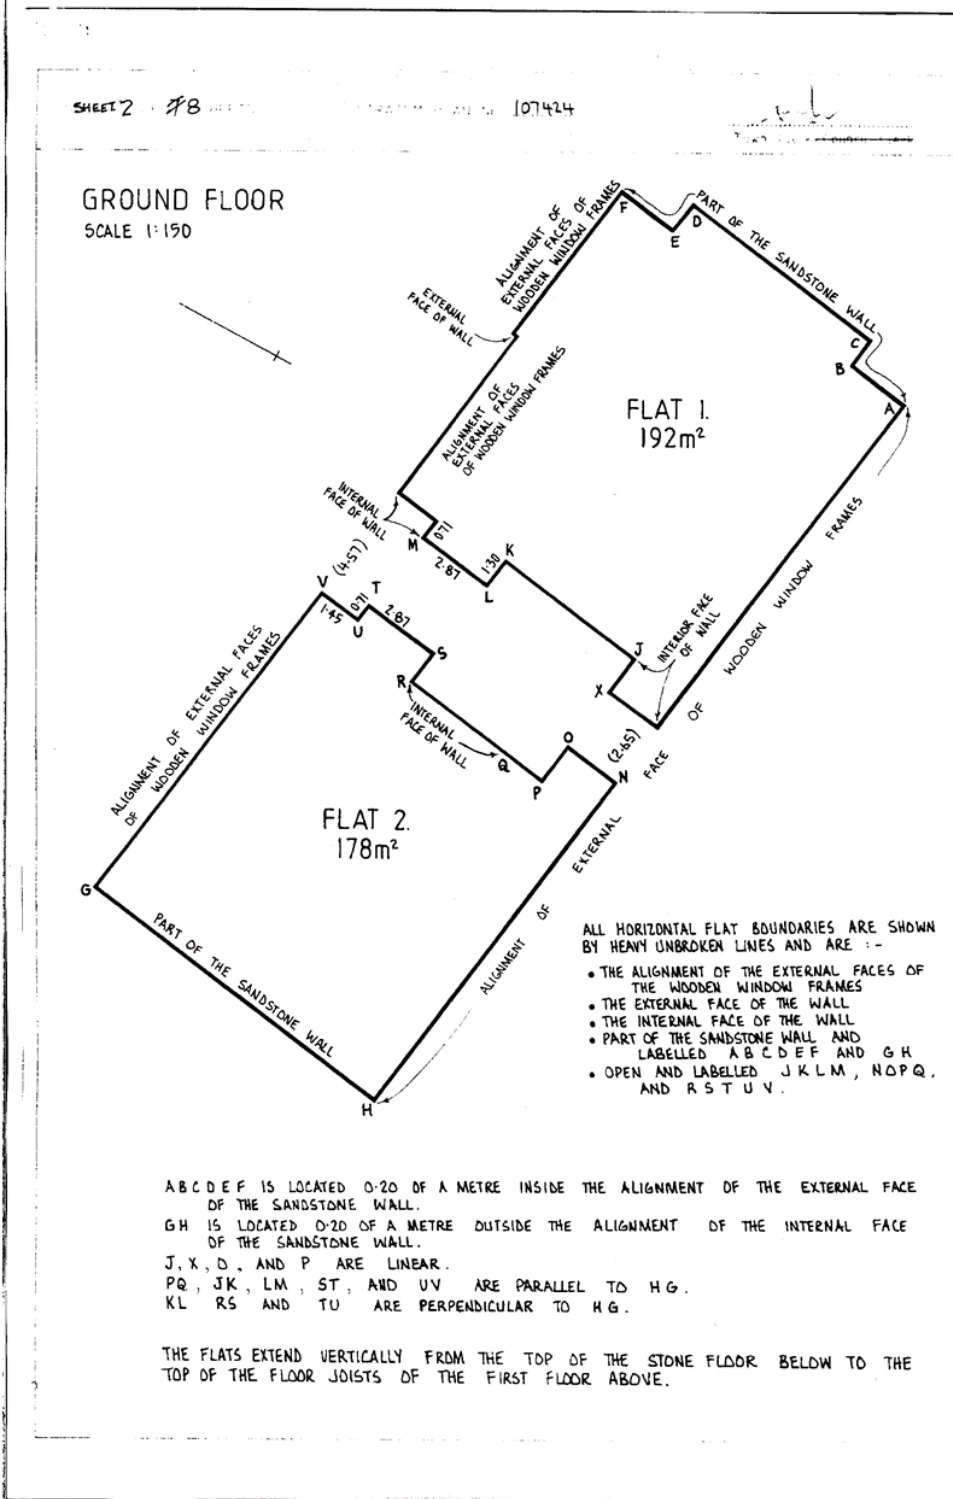 SHEET 2
8
107424
GROUND FLOOR
SCALE 1:150
ALIGNMENT OF
EXTERNAL FACES OF
WOODEN WINDOW FRAMES
F
D
E
PART OF THE SANDSTONE WALL
EXTERNAL
FACE OF WALL
C
B
A
ALIGNMENT OF
EXTERNAL FACES
OF WOODEN WINDOW FRAMES
FLAT 1.
192m²
INTERNAL
FACE OF WALL
M
0.71
2.87
1.30
K
L
(4.57)
V
T
1.45
0.71
2.87
U
S
R
J
X
INTERIOR FACE
OF WALL
INTERNAL
FACE OF WALL
Q
O
P
N
(2.65)
ALIGNMENT OF EXTERNAL FACES
OF WOODEN WINDOW FRAMES
FLAT 2.
178m²
G
H
PART OF THE SANDSTONE WALL
ALIGNMENT OF EXTERNAL FACE OF WOODEN WINDOW FRAMES
ALL HORIZONTAL FLAT BOUNDARIES ARE SHOWN
BY HEAVY UNBROKEN LINES AND ARE :-
• THE ALIGNMENT OF THE EXTERNAL FACES OF
THE WOODEN WINDOW FRAMES
• THE EXTERNAL FACE OF THE WALL
• THE INTERNAL FACE OF THE WALL
• PART OF THE SANDSTONE WALL AND
LABELLED A B C D E F AND G H
• OPEN AND LABELLED J K L M , N O P Q ,
AND R S T U V .
A B C D E F IS LOCATED 0.20 OF A METRE INSIDE THE ALIGNMENT OF THE EXTERNAL FACE
OF THE SANDSTONE WALL.
GH IS LOCATED 0.20 OF A METRE OUTSIDE THE ALIGNMENT OF THE INTERNAL FACE
OF THE SANDSTONE WALL.
J, X, O, AND P ARE LINEAR.
PQ, JK, LM, ST, AND UV ARE PARALLEL TO HG.
KL RS AND TU ARE PERPENDICULAR TO HG.
THE FLATS EXTEND VERTICALLY FROM THE TOP OF THE STONE FLOOR BELOW TO THE
TOP OF THE FLOOR JOISTS OF THE FIRST FLOOR ABOVE.